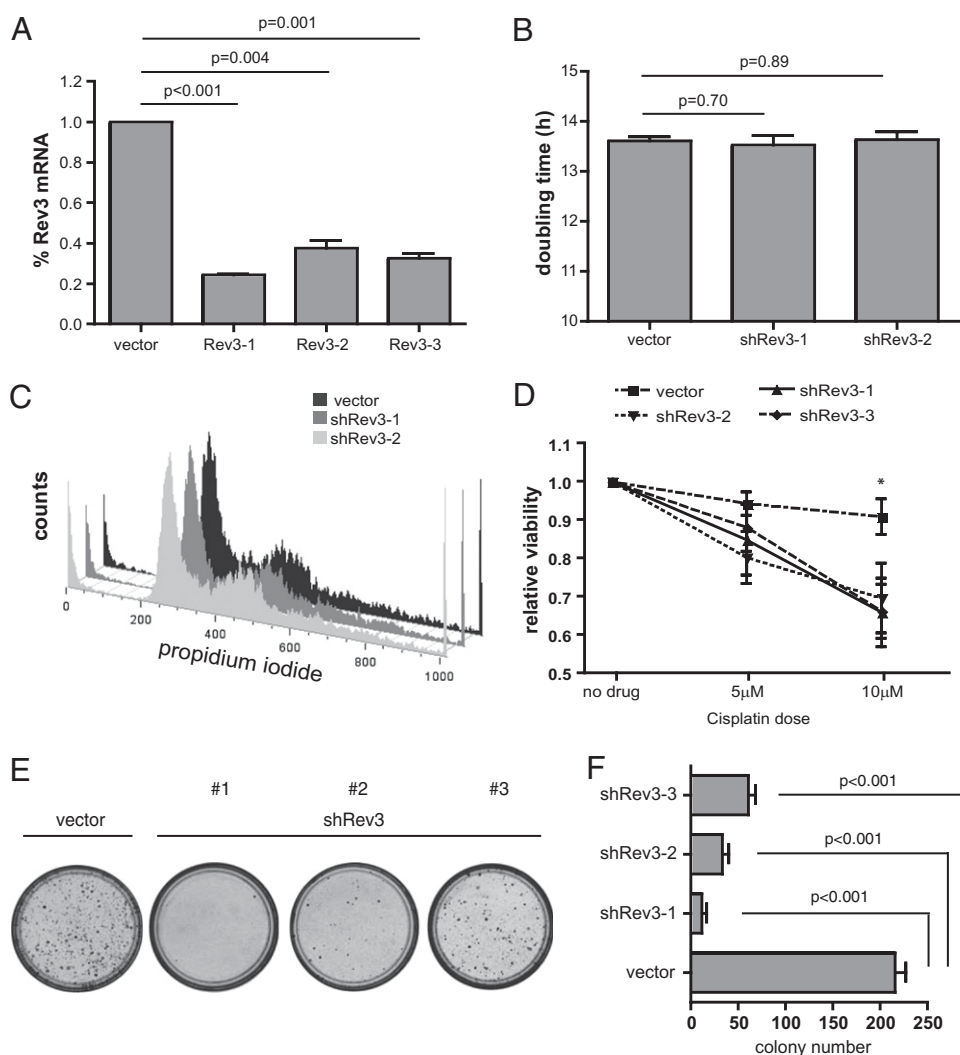 A
p=0.001
p=0.004
p<0.001
% Rev3 mRNA
1.2
1.0
0.8
0.6
0.4
0.2
0.0
vector Rev3-1 Rev3-2 Rev3-3
B
p=0.89
p=0.70
doubling time (h)
15
14
13
12
11
10
vector shRev3-1 shRev3-2
C
vector
shRev3-1
shRev3-2
counts
0 200 400 600 800 1000
propidium iodide
D
vector shRev3-1
shRev3-2 shRev3-3
relative viability
1.1
1.0
0.9
0.8
0.7
0.6
0.5
*
no drug 5μM 10μM
Cisplatin dose
E
#1 #2 #3
vector shRev3
F
shRev3-3 p<0.001
shRev3-2 p<0.001
shRev3-1 p<0.001
vector
0 50 100 150 200 250
colony number